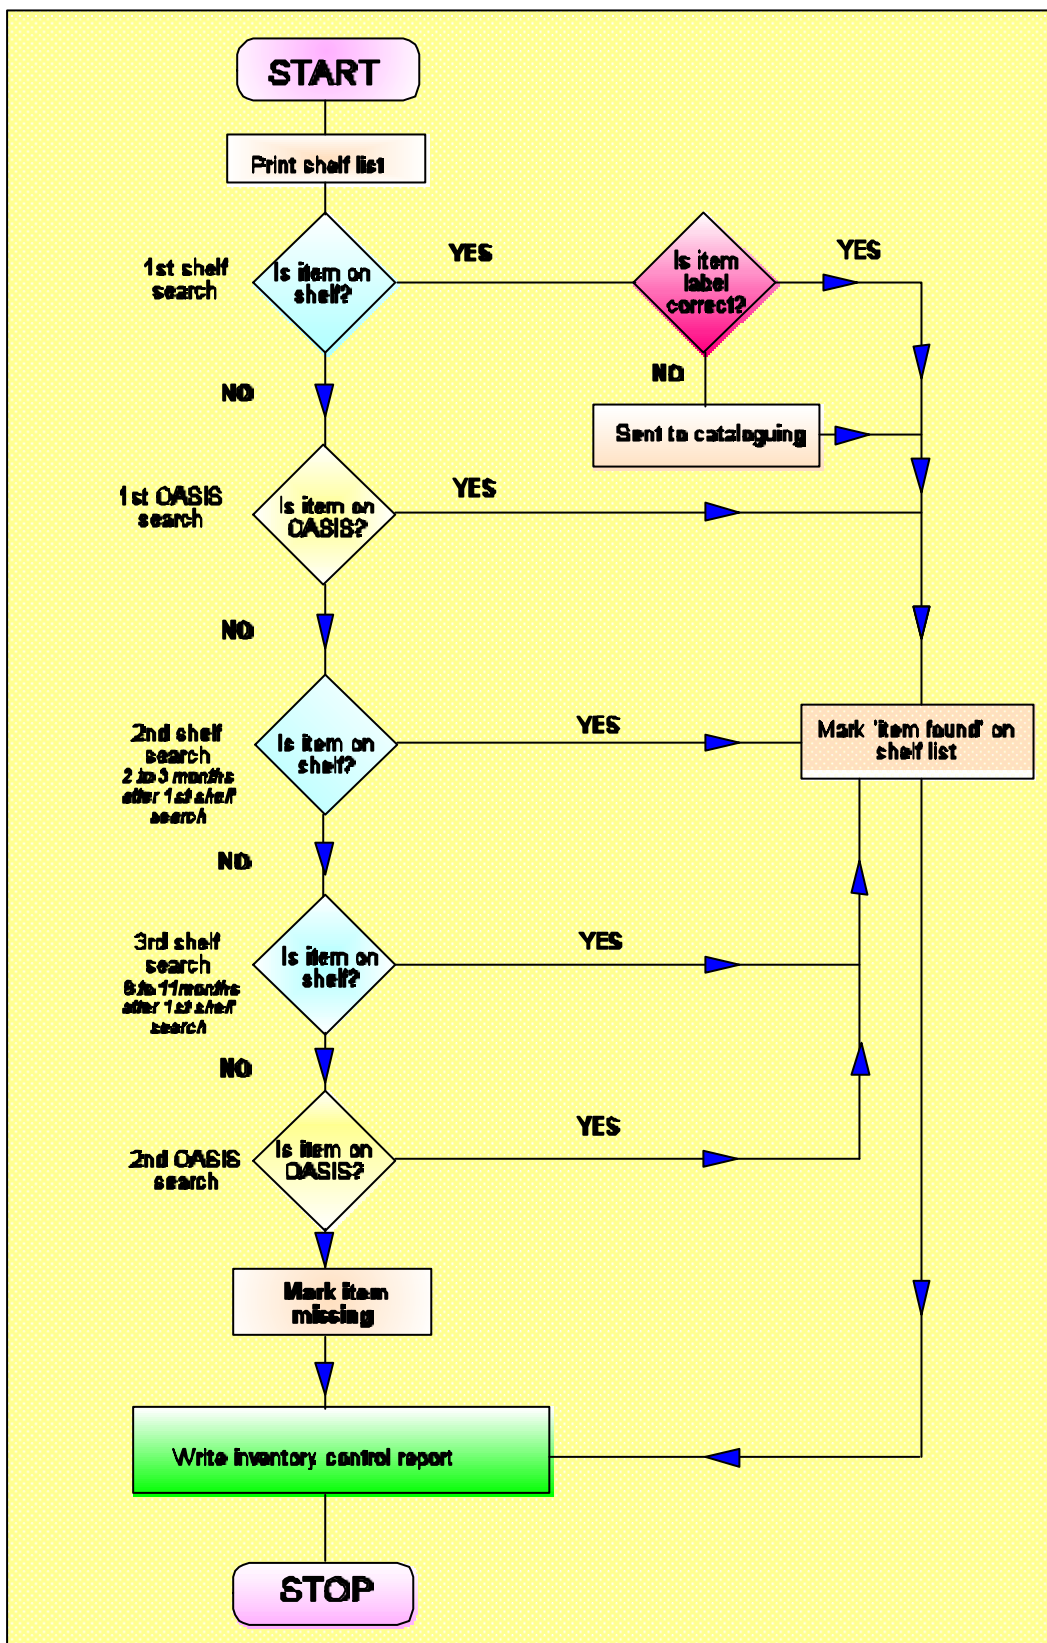 START
Print shelf list
1st shelf
search
Is item on
shelf?
YES
Is item
label
correct?
YES
NO
NO
Sent to cataloguing
1st OASIS
search
Is item on
OASIS?
YES
NO
2nd shelf
search
2 to 3 months
after 1st shelf
search
Is item on
shelf?
YES
Mark 'item found' on
shelf list
NO
3rd shelf
search
to 11months
after 1st shelf
search
Is item on
shelf?
YES
NO
2nd OASIS
search
Is item on
OASIS?
YES
Mark item
missing
Write inventory control report
STOP